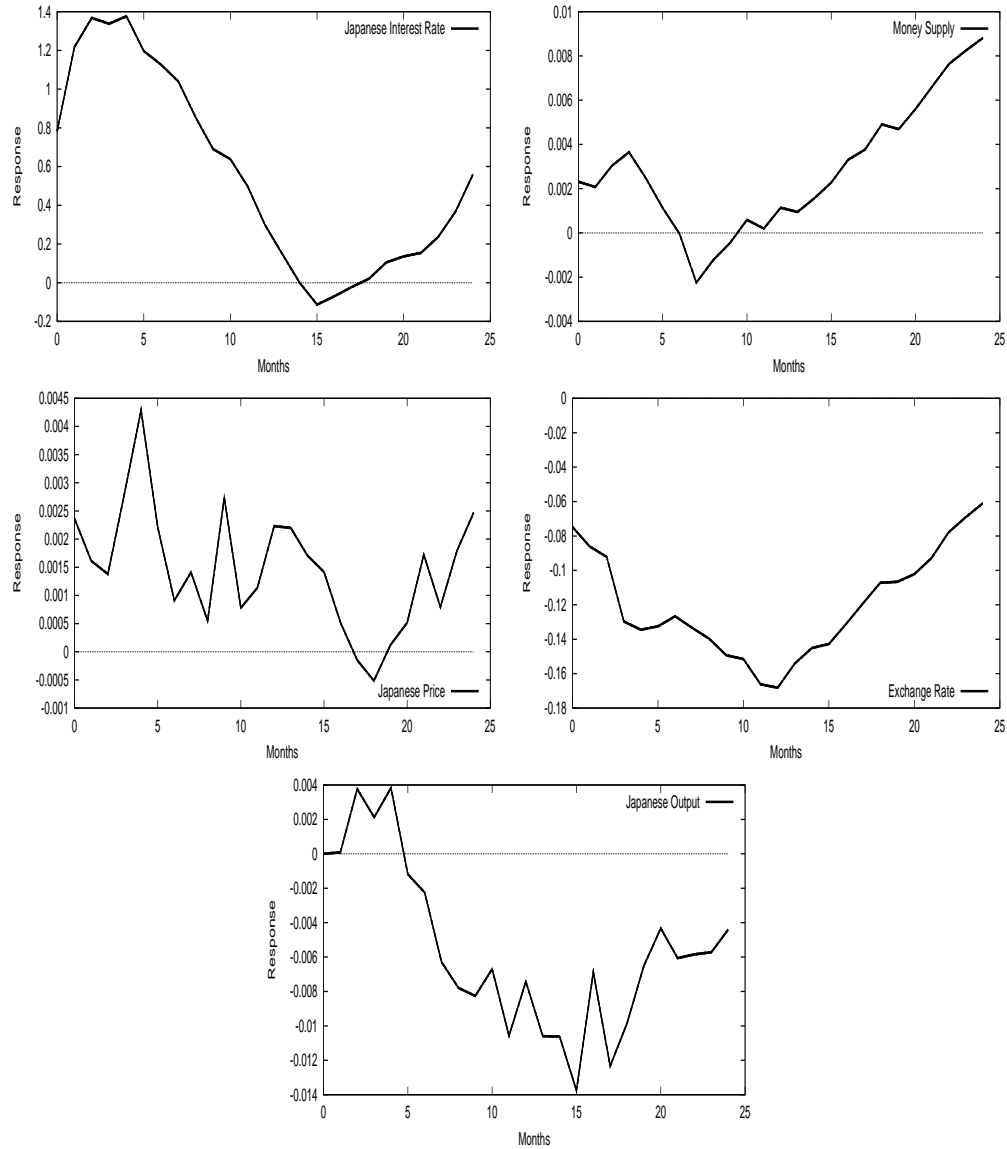 1.4
1.2
1
0.8
0.6
0.4
0.2
0
-0.2
Response
Japanese Interest Rate
0 5 10 15 20 25
Months
0.01
0.008
0.006
0.004
0.002
0
-0.002
-0.004
Response
Money Supply
0 5 10 15 20 25
Months
0.0045
0.004
0.0035
0.003
0.0025
0.002
0.0015
0.001
0.0005
0
-0.0005
-0.001
Response
Japanese Price
0 5 10 15 20 25
Months
0
-0.02
-0.04
-0.06
-0.08
-0.1
-0.12
-0.14
-0.16
-0.18
Response
Exchange Rate
0 5 10 15 20 25
Months
0.004
0.002
0
-0.002
-0.004
-0.006
-0.008
-0.01
-0.012
-0.014
Response
Japanese Output
0 5 10 15 20 25
Months